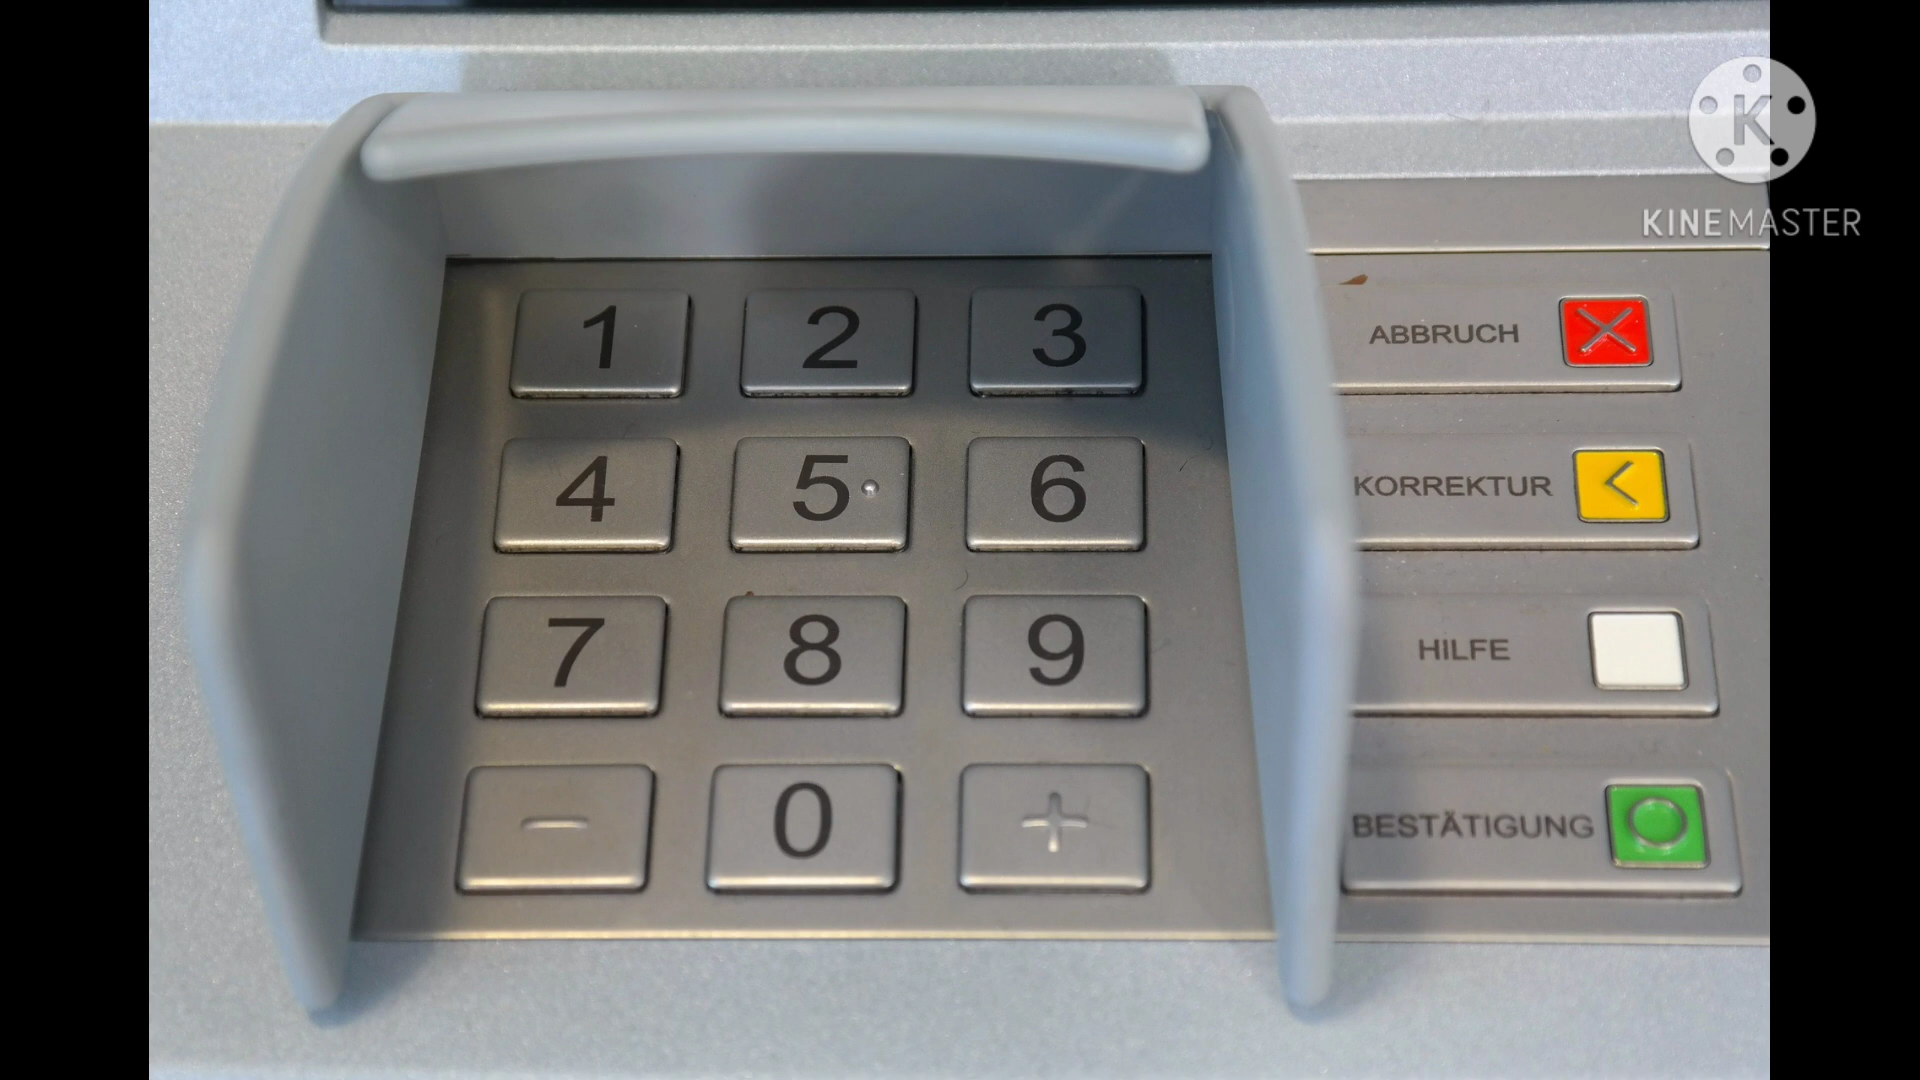 K
KINEMASTER
1 2 3 ABBRUCH
4 5 6 KORREKTUR <
7 8 9 HILFE
- 0 + BESTÄTIGUNG